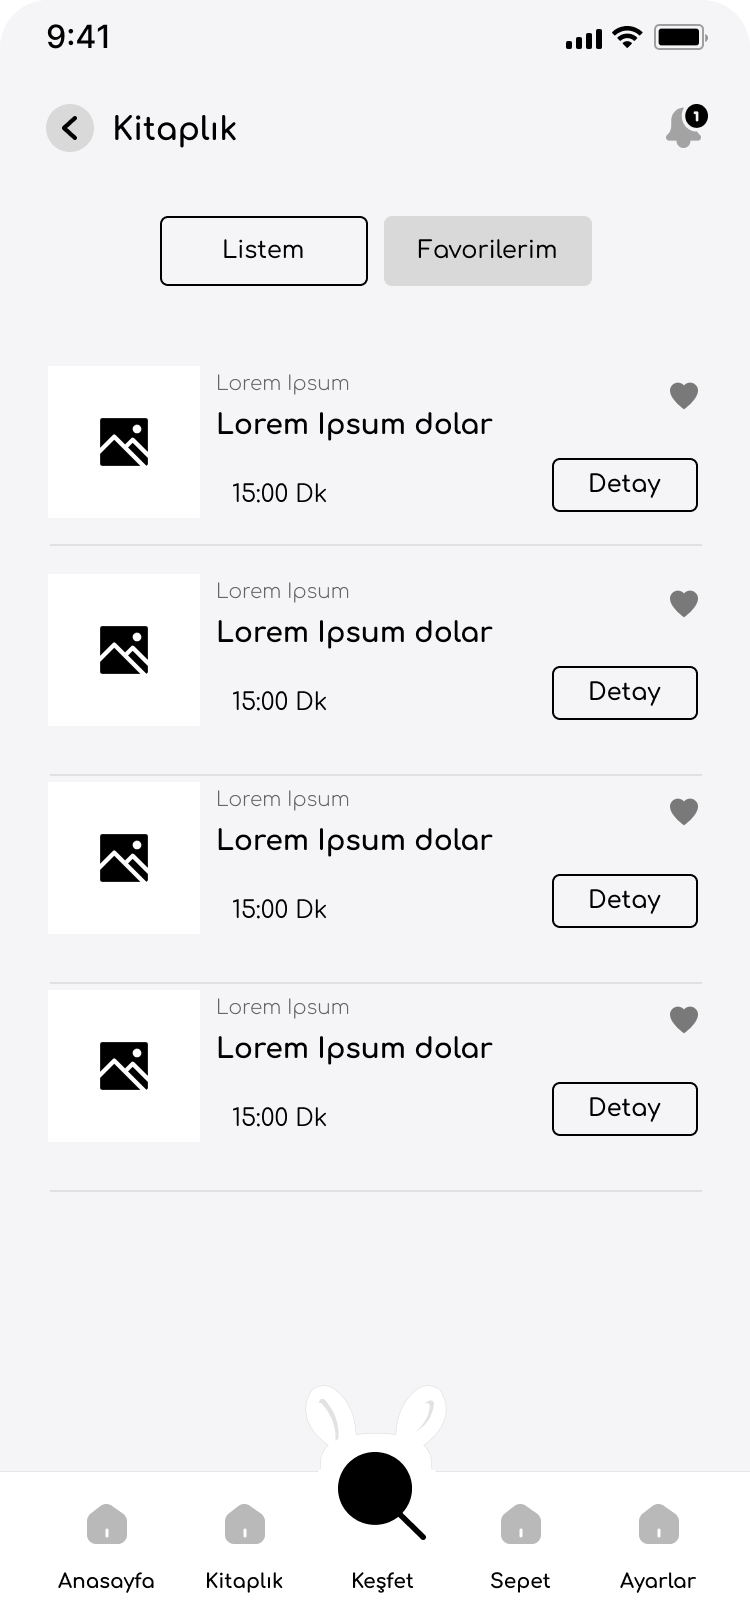 9:41
Kitaplık
1
Listem Favorilerim
Lorem Ipsum
Lorem Ipsum dolar
15:00 Dk
Detay
Lorem Ipsum
Lorem Ipsum dolar
15:00 Dk
Detay
Lorem Ipsum
Lorem Ipsum dolar
15:00 Dk
Detay
Lorem Ipsum
Lorem Ipsum dolar
15:00 Dk
Detay
Anasayfa Kitaplık Keşfet Sepet Ayarlar